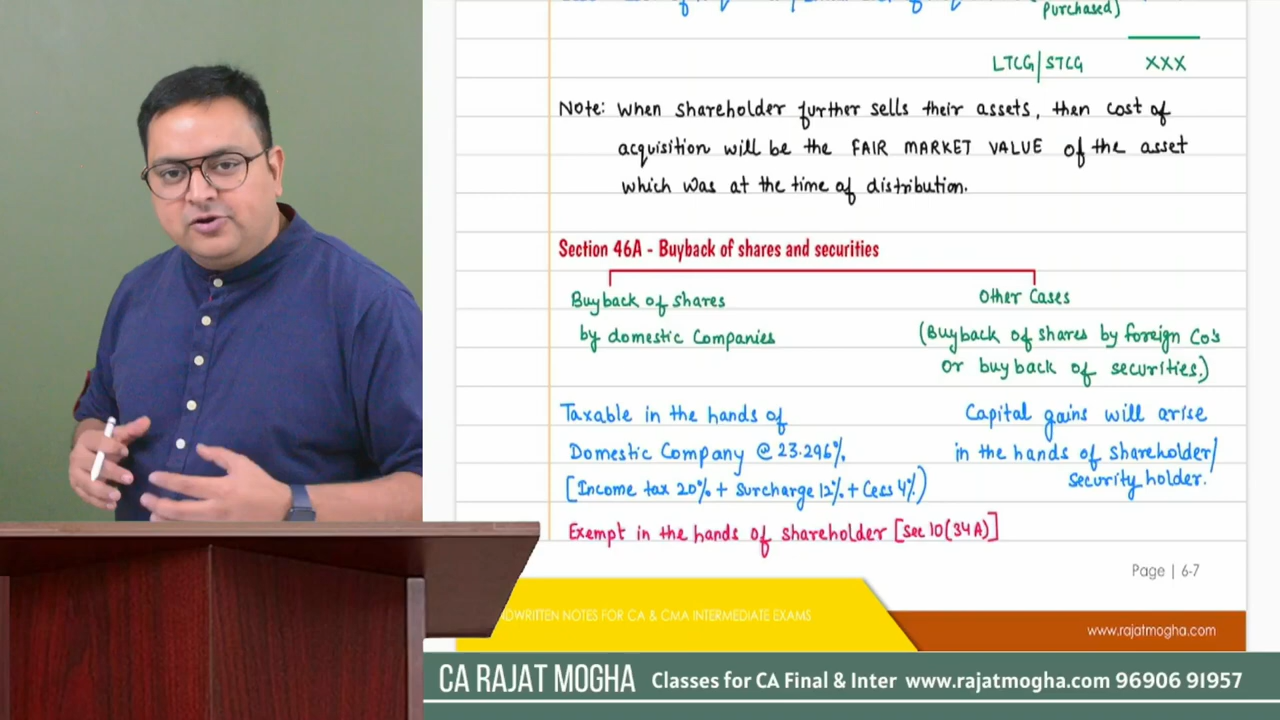 purchased)
LTCG/STCG XXX
Note: When shareholder further sells their assets, then cost of
acquisition will be the FAIR MARKET VALUE of the asset
which was at the time of distribution.
Section 46A - Buyback of shares and securities
Buyback of shares
by domestic Companies
Other Cases
(Buyback of shares by foreign Co's
or buyback of securities.)
Taxable in the hands of
Domestic Company @ 23.296%
[Income tax 20% + Surcharge 12% + Cess 4%)
Exempt in the hands of shareholder [Sec 10(34A)]
Capital gains will arise
in the hands of shareholder/
security holder.
Page | 6-7
NOTES FOR CA & CMA INTERMEDIATE EXAMS
www.rajatmogha.com
CA RAJAT MOGHA Classes for CA Final & Inter www.rajatmogha.com 96906 91957